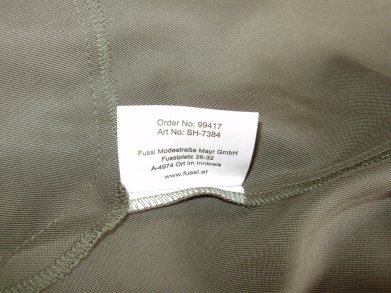 Order No: 99417
Art No: SH-7384
Fussl Modestraße Mayr GmbH
Fusslplatz 26-32
A-4974 Ort im Innkreis
www.fussl.at